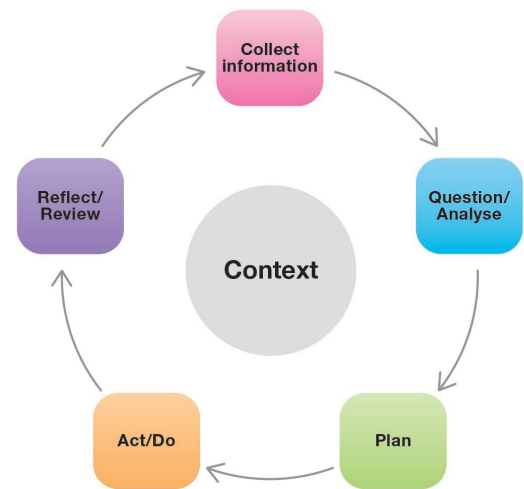 Collect
information
Question/
Analyse
Plan
Act/Do
Reflect/
Review
Context